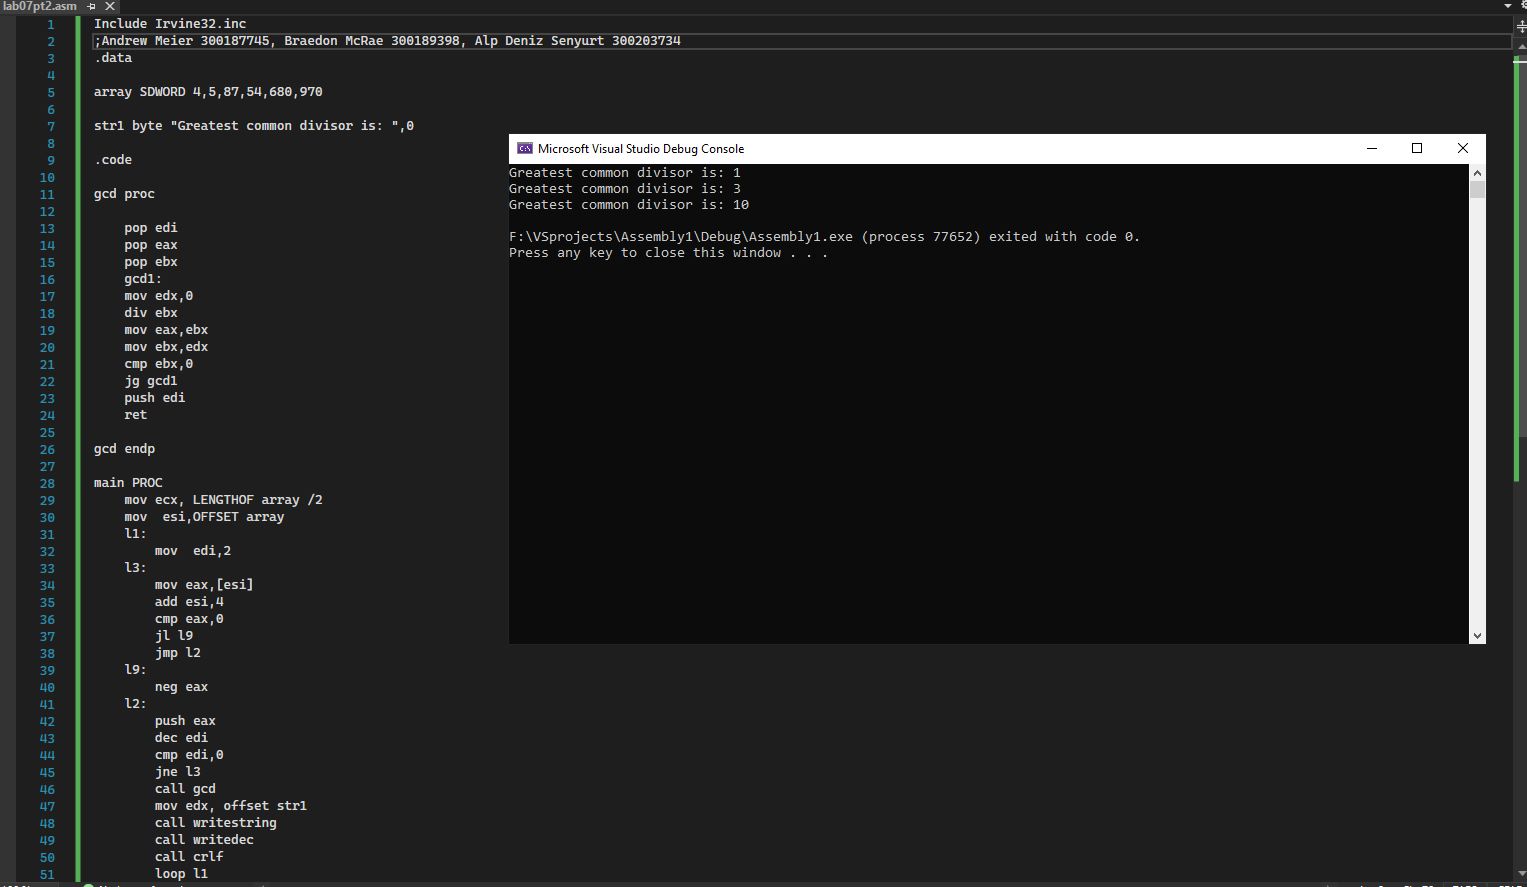 lab07pt2.asm
1 Include Irvine32.inc
2 ;Andrew Meier 300187745, Braedon McRae 300189398, Alp Deniz Senyurt 300203734
3 .data
4
5 array SDWORD 4,5,87,54,680,970
6
7 str1 byte "Greatest common divisor is: ",0
8
9 .code
10
11 gcd proc
12
13 pop edi
14 pop eax
15 pop ebx
16 gcd1:
17 mov edx,0
18 div ebx
19 mov eax,ebx
20 mov ebx,edx
21 cmp ebx,0
22 jg gcd1
23 push edi
24 ret
25
26 gcd endp
27
28 main PROC
29 mov ecx, LENGTHOF array /2
30 mov  esi,OFFSET array
31 l1:
32 mov  edi,2
33 l3:
34 mov eax,[esi]
35 add esi,4
36 cmp eax,0
37 jl l9
38 jmp l2
39 l9:
40 neg eax
41 l2:
42 push eax
43 dec edi
44 cmp edi,0
45 jne l3
46 call gcd
47 mov edx, offset str1
48 call writestring
49 call writedec
50 call crlf
51 loop l1
Microsoft Visual Studio Debug Console
Greatest common divisor is: 1
Greatest common divisor is: 3
Greatest common divisor is: 10
F:\VSprojects\Assembly1\Debug\Assembly1.exe (process 77652) exited with code 0.
Press any key to close this window . . .